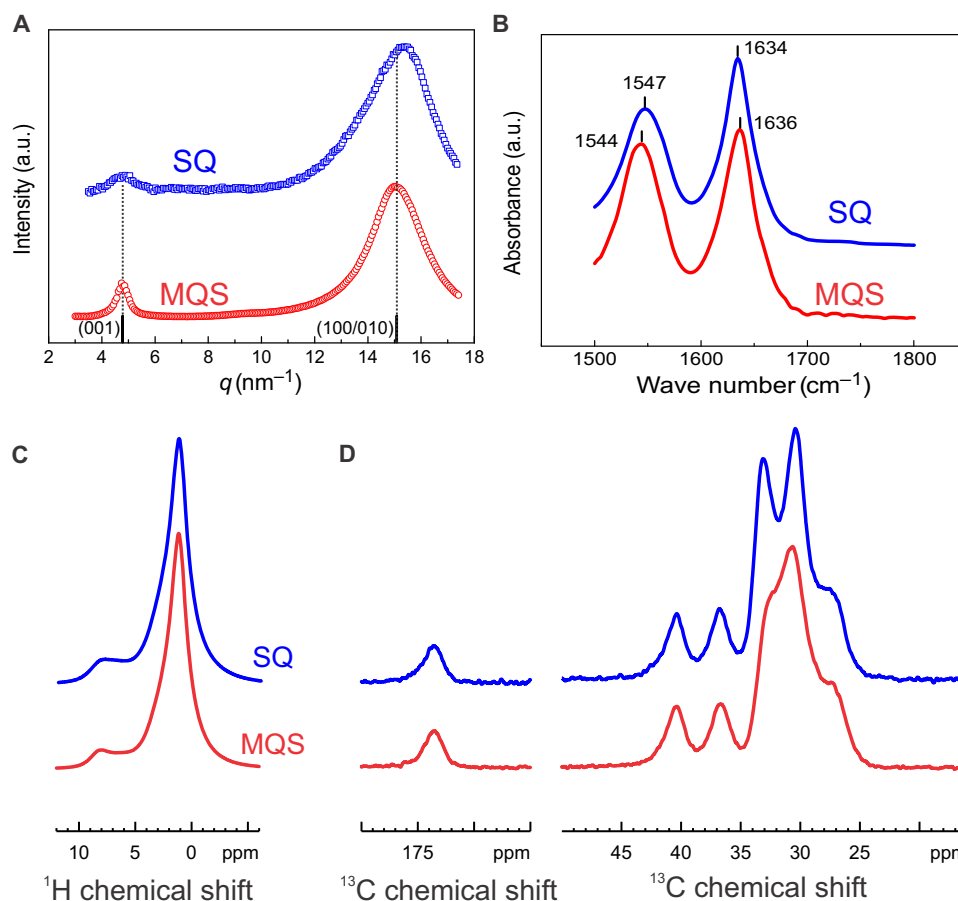 A
Intensity (a.u.)
SQ
MQS
(001)
(100/010)
2 4 6 8 10 12 14 16 18
q (nm⁻¹)
B
Absorbance (a.u.)
1634
1547
1636
1544
SQ
MQS
1500 1600 1700 1800
Wave number (cm⁻¹)
C
SQ
MQS
10 5 0 ppm
¹H chemical shift
D
175 ppm
¹³C chemical shift
45 40 35 30 25 ppm
¹³C chemical shift